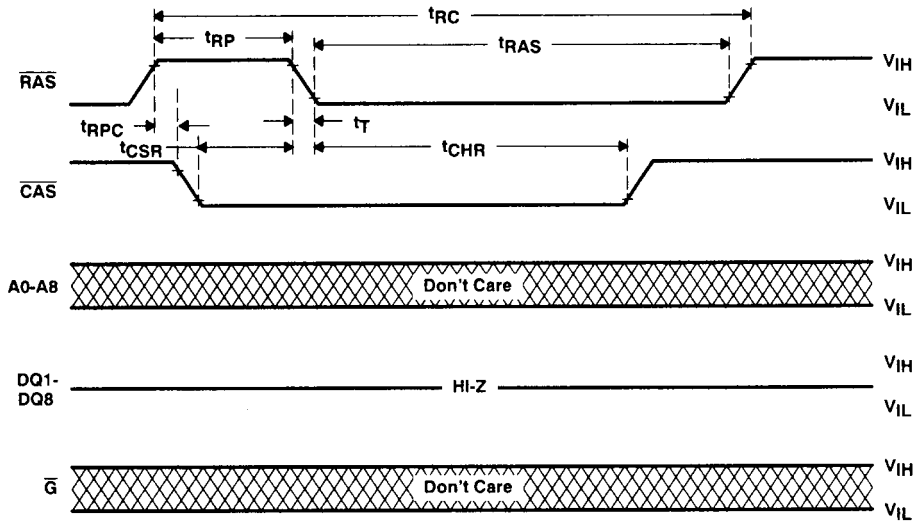 tRC
tRP
tRAS
RAS
VIH
VIL
tRPC
tT
tCSR
tCHR
CAS
VIH
VIL
A0-A8
Don't Care
VIH
VIL
DQ1-
DQ8
HI-Z
VIH
VIL
G
Don't Care
VIH
VIL